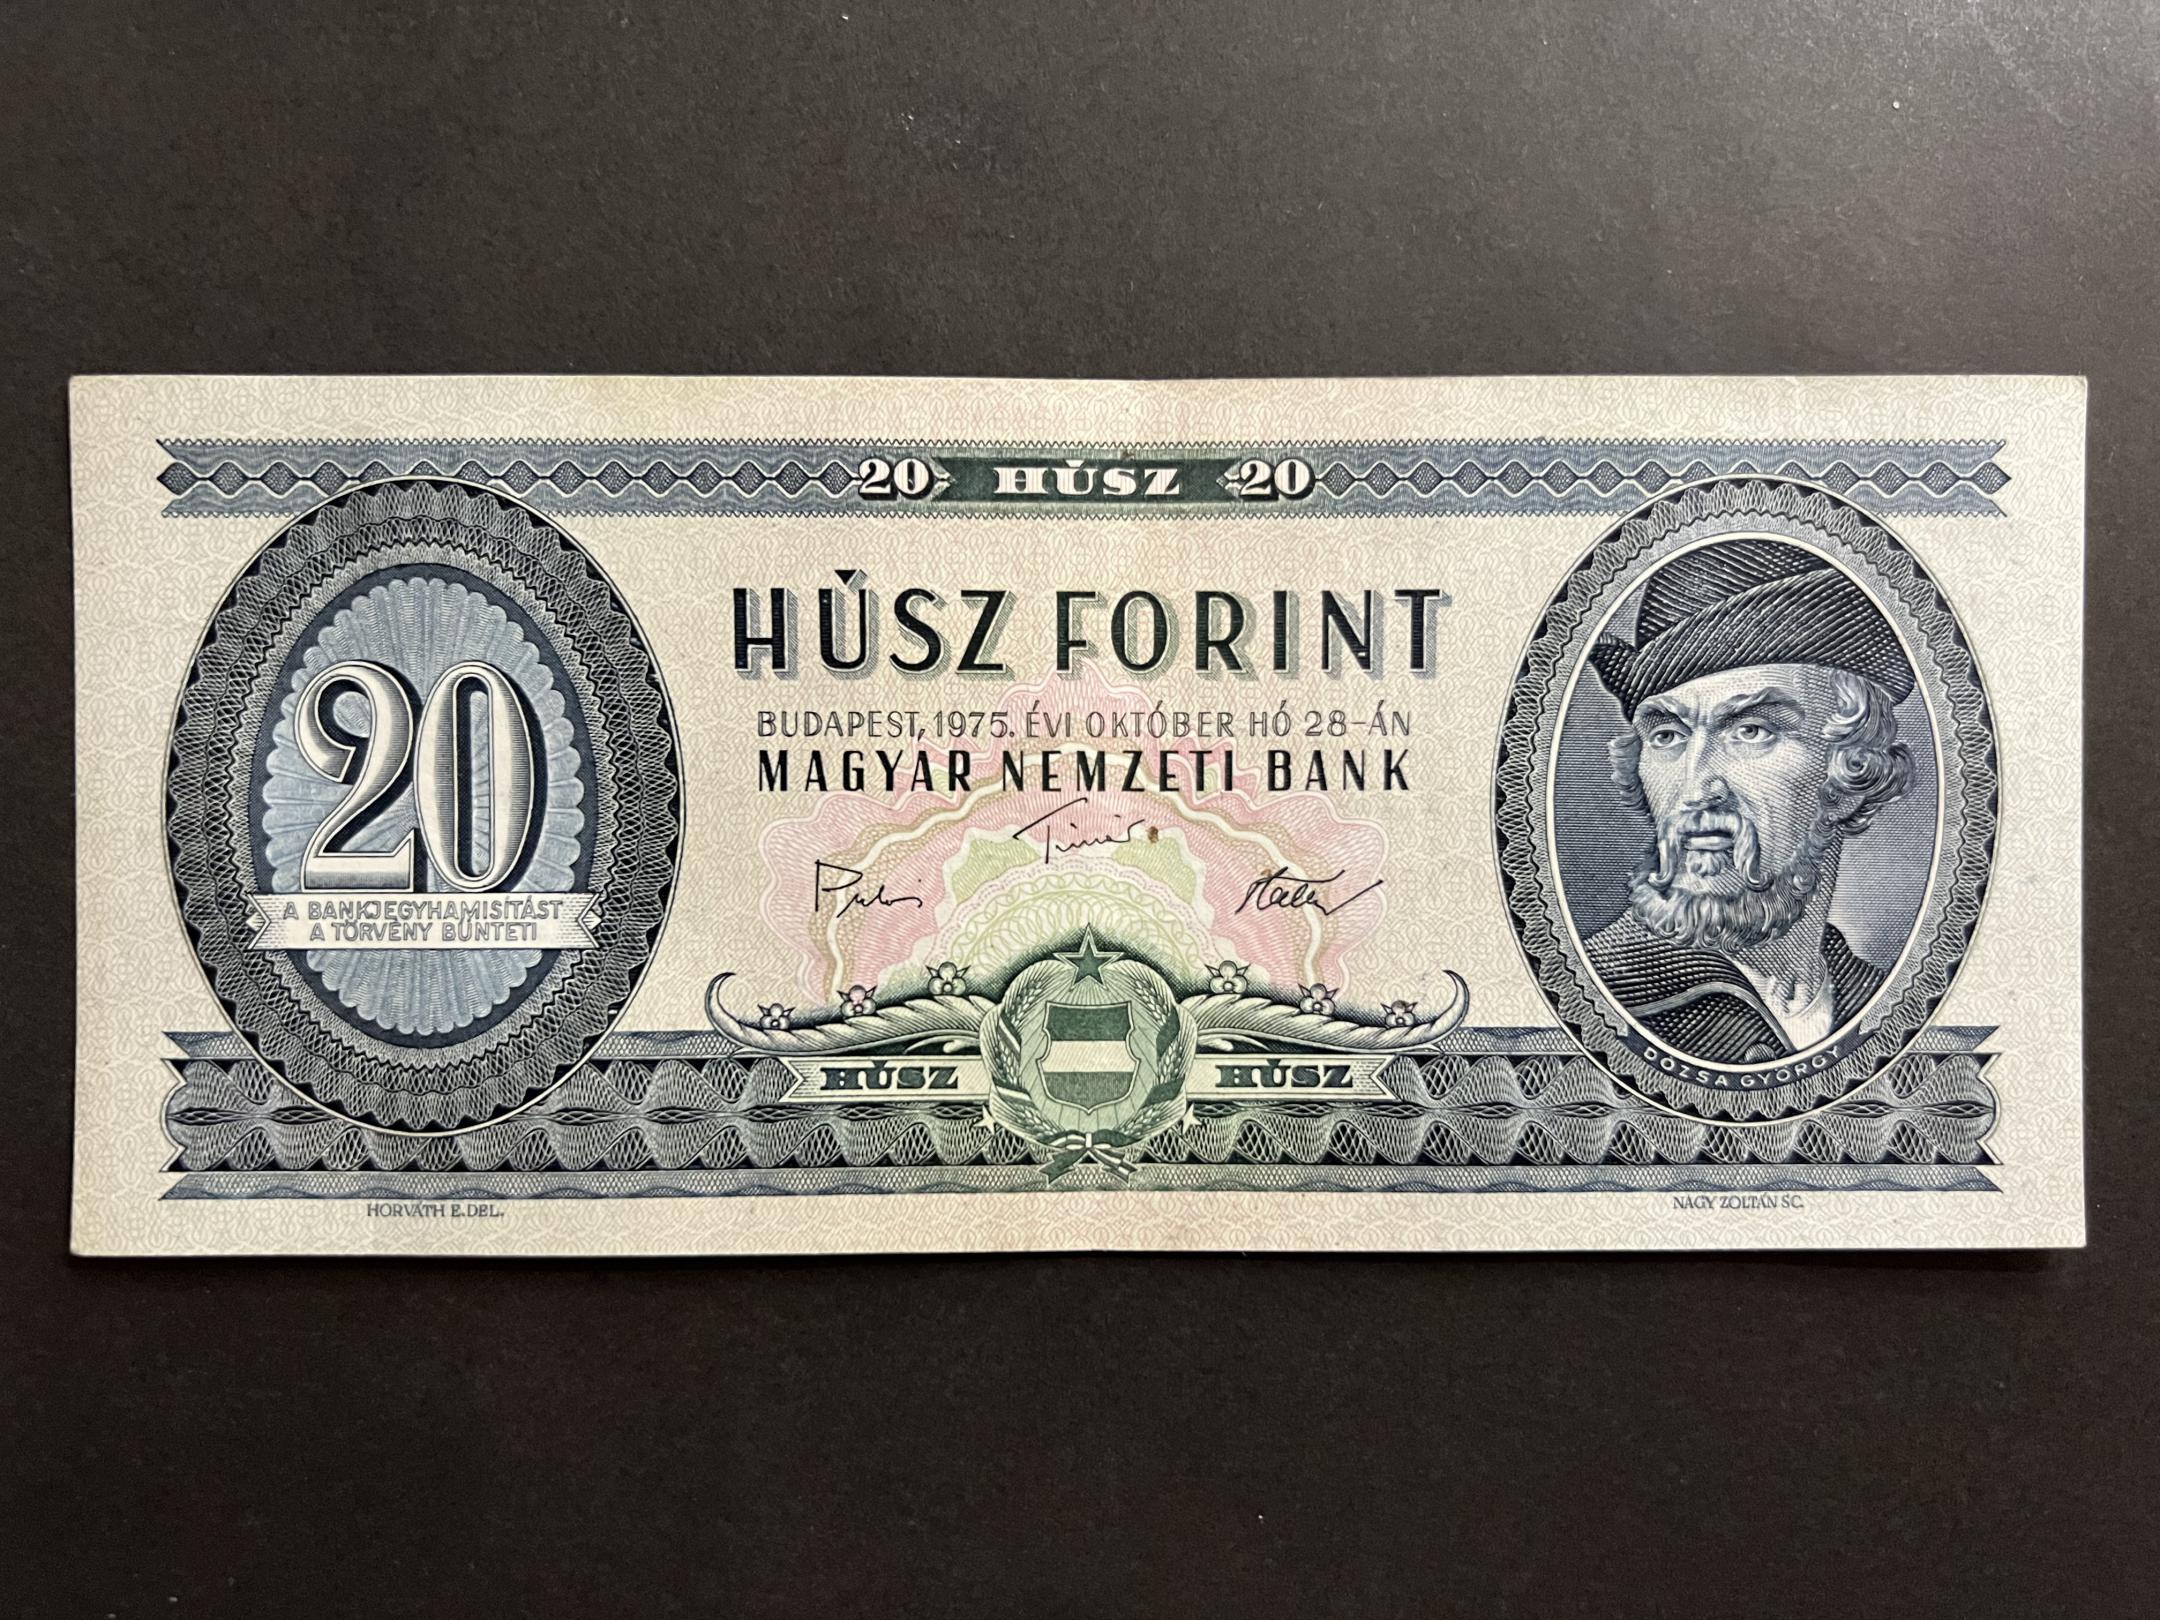 20 HÚSZ 20
HÚSZ FORINT
BUDAPEST, 1975. ÉVI OKTÓBER HÓ 28-ÁN
MAGYAR NEMZETI BANK
20
A BANKJEGYHAMISÍTÁST
A TÖRVÉNY BÜNTETI
HÚSZ HÚSZ
DÓZSA GYÖRGY
HORVÁTH E. DEL.
NAGY ZOLTÁN SC.